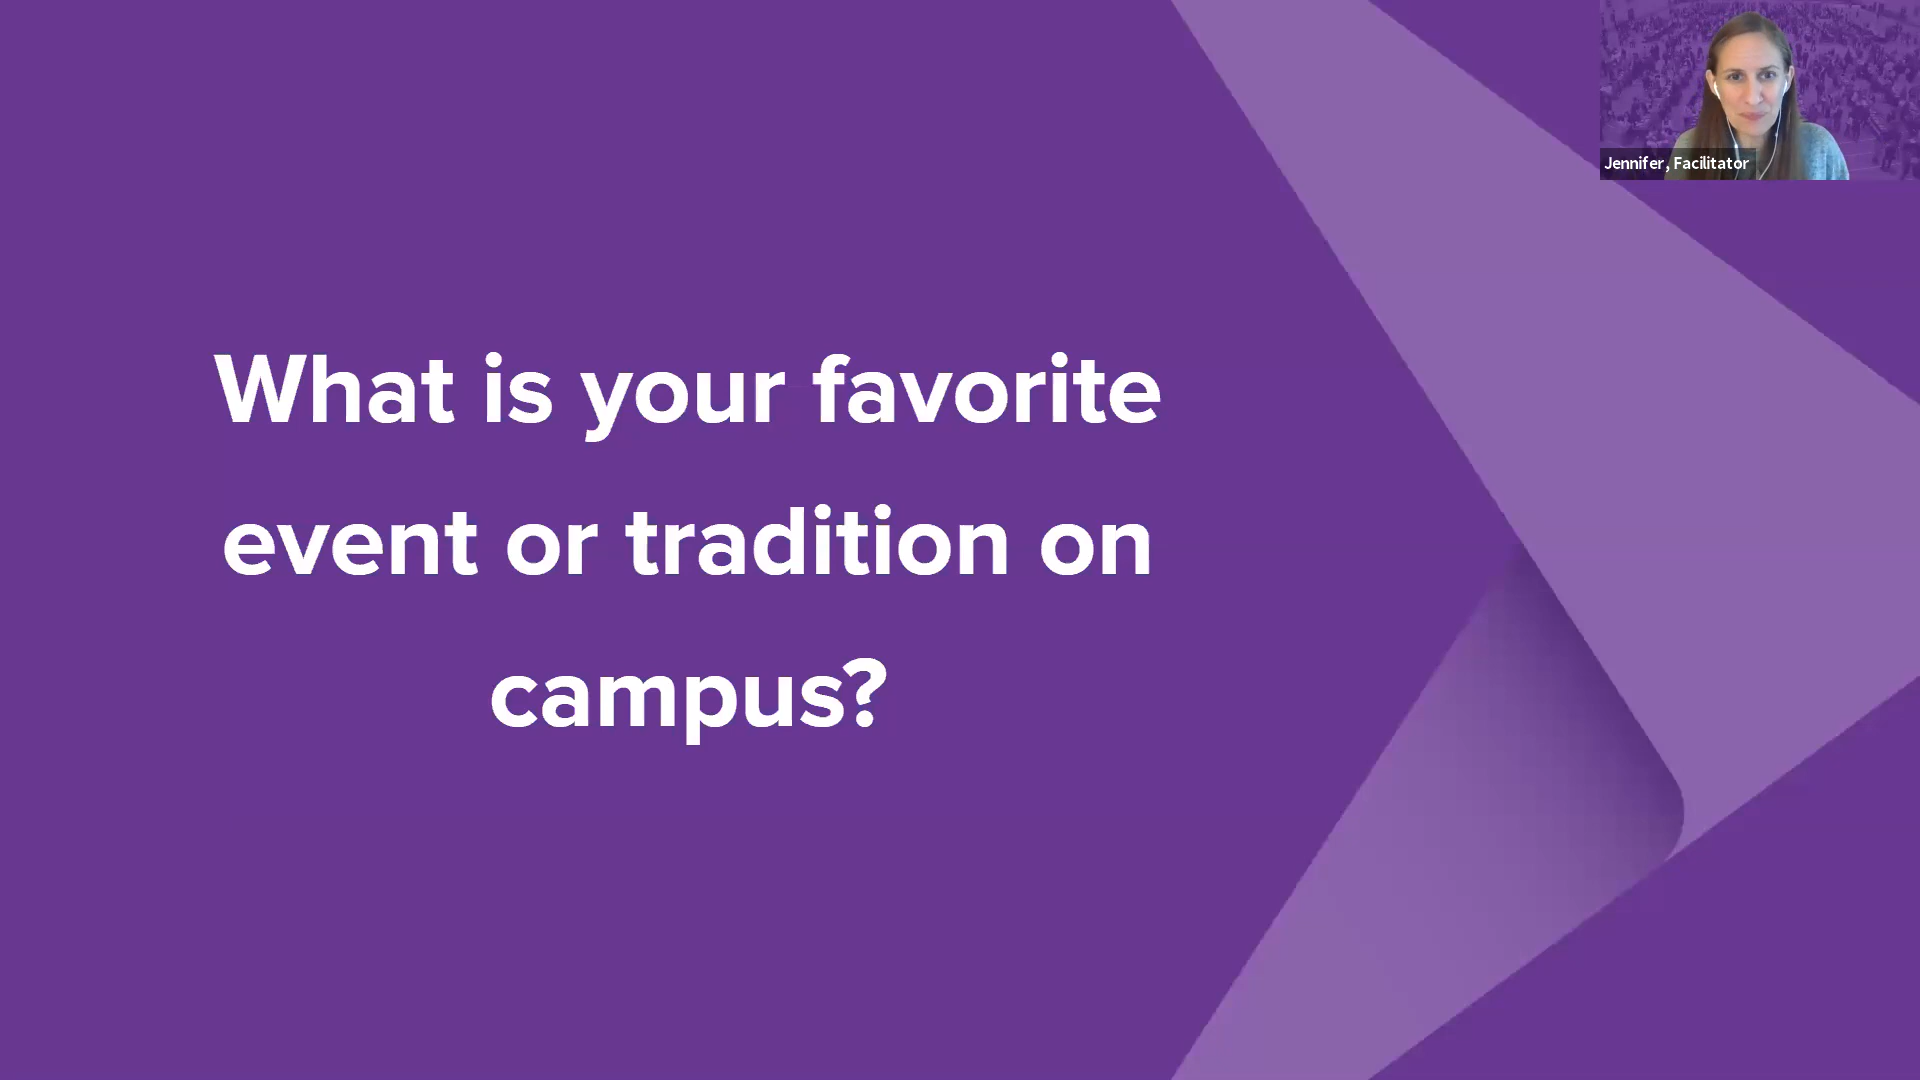 Jennifer, Facilitator
What is your favorite
event or tradition on
campus?